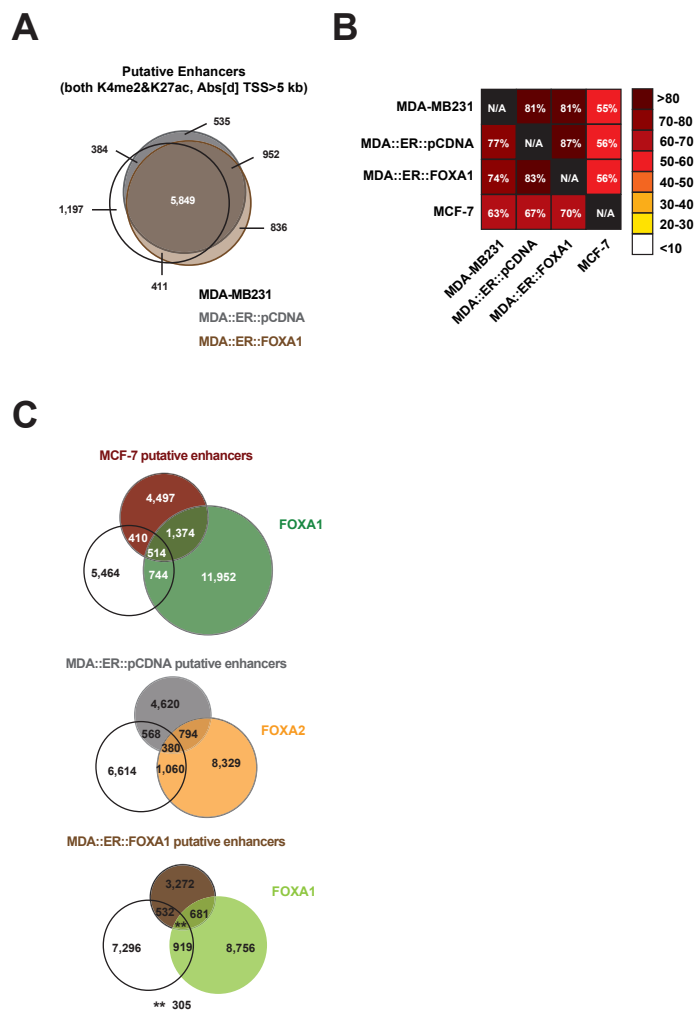 A
Putative Enhancers
(both K4me2&K27ac, Abs[d] TSS>5 kb)
535
384
952
5,849
1,197
836
411
MDA-MB231
MDA::ER::pCDNA
MDA::ER::FOXA1
B
MDA-MB231 N/A 81% 81% 55%
MDA::ER::pCDNA 77% N/A 87% 56%
MDA::ER::FOXA1 74% 83% N/A 56%
MCF-7 63% 67% 70% N/A
MDA-MB231
MDA::ER::pCDNA
MDA::ER::FOXA1
MCF-7
>80
70-80
60-70
50-60
40-50
30-40
20-30
<10
C
MCF-7 putative enhancers
4,497
FOXA1
410
1,374
514
5,464
744
11,952
MDA::ER::pCDNA putative enhancers
4,620
FOXA2
568
794
380
6,614
1,060
8,329
MDA::ER::FOXA1 putative enhancers
3,272
FOXA1
532
681
**
7,296
919
8,756
** 305